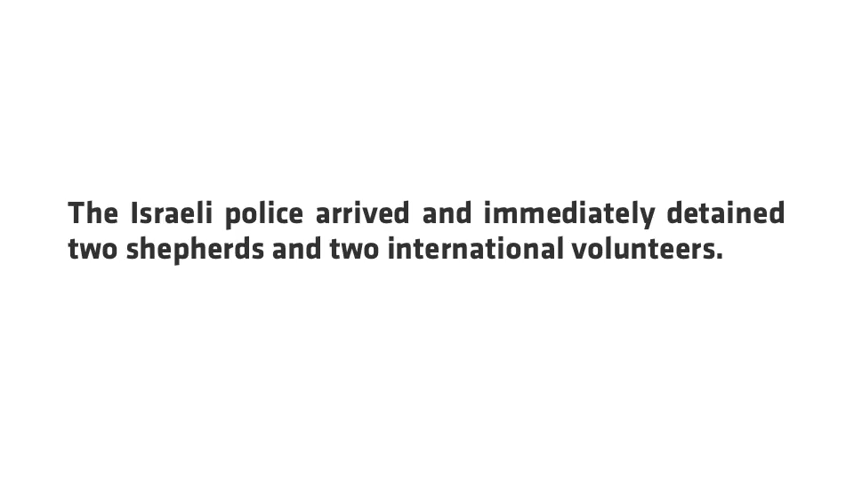 The Israeli police arrived and immediately detained
two shepherds and two international volunteers.